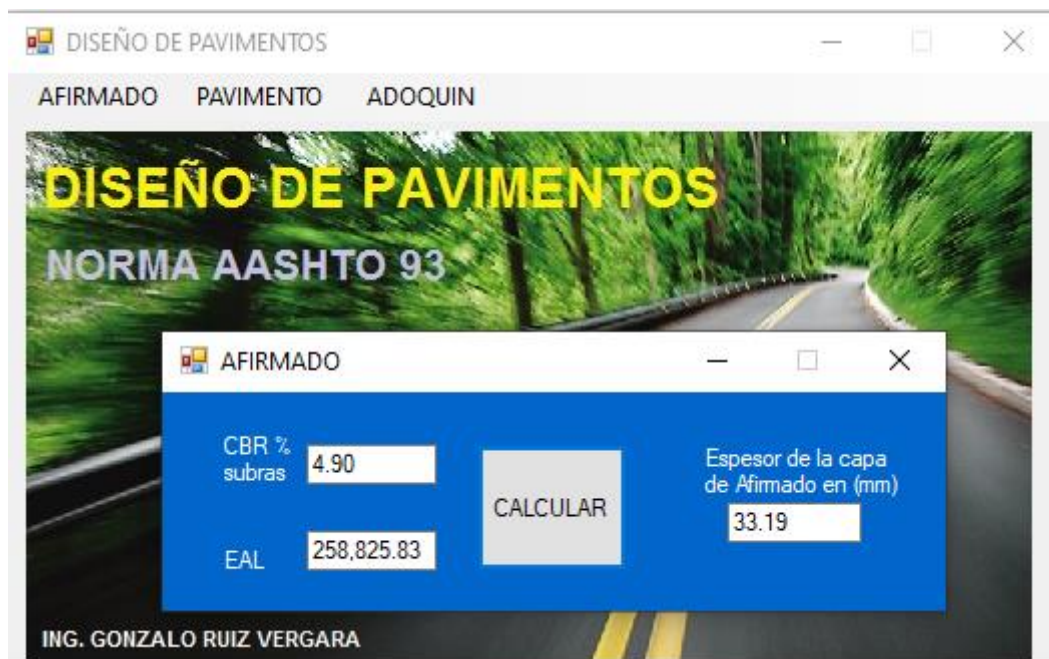 DISEÑO DE PAVIMENTOS
AFIRMADO PAVIMENTO ADOQUIN
DISEÑO DE PAVIMENTOS
NORMA AASHTO 93
AFIRMADO
CBR %
subras
4.90
EAL
258,825.83
CALCULAR
Espesor de la capa
de Afirmado en (mm)
33.19
ING. GONZALO RUIZ VERGARA